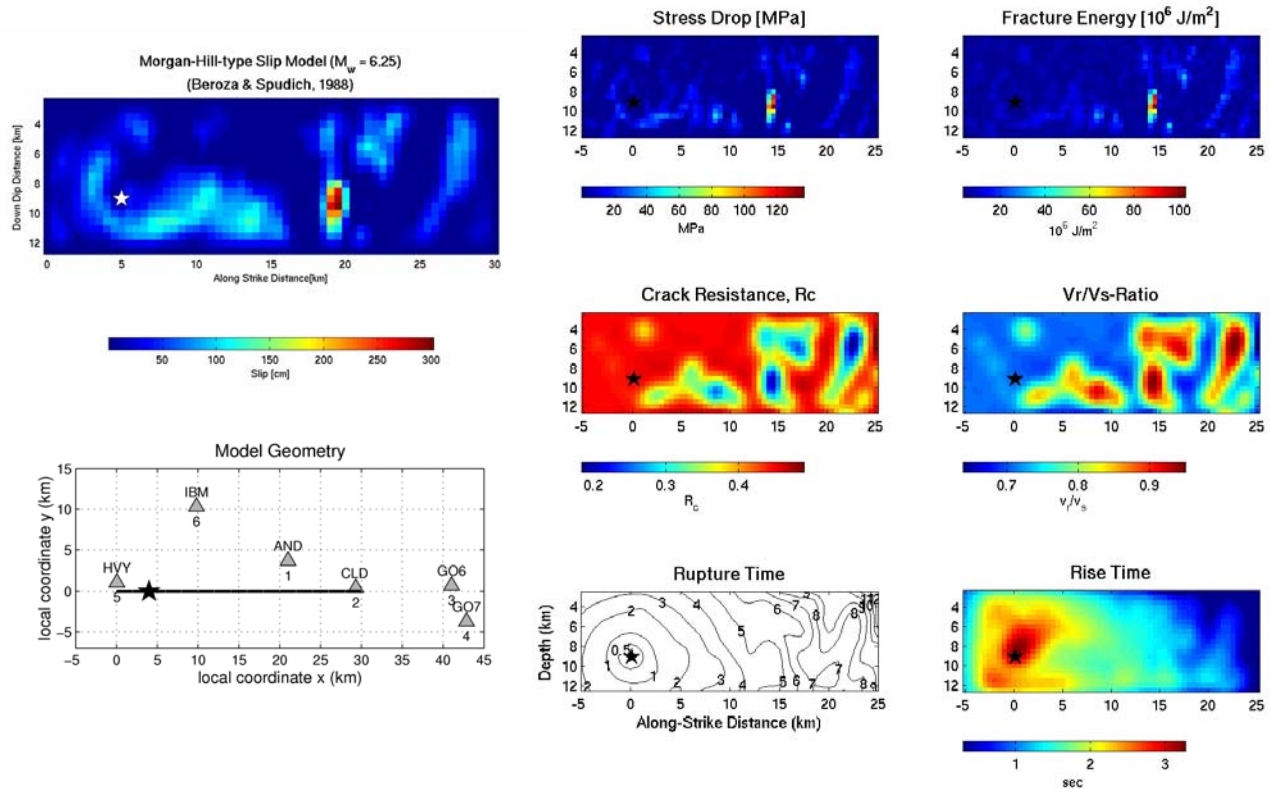 Morgan-Hill-type Slip Model (Mw = 6.25)
(Beroza & Spudich, 1988)
Down Dip Distance [km]
4
6
8
10
12
0 5 10 15 20 25 30
Along Strike Distance[km]
50 100 150 200 250 300
Slip [cm]
Model Geometry
local coordinate y (km)
15
10
5
0
-5
IBM
6
AND
1
HVY
5
CLD
2
GO6
3
GO7
4
-5 0 5 10 15 20 25 30 35 40 45
local coordinate x (km)
Stress Drop [MPa]
4
6
8
10
12
-5 0 5 10 15 20 25
20 40 60 80 100 120
MPa
Fracture Energy [10^6 J/m^2]
4
6
8
10
12
-5 0 5 10 15 20 25
20 40 60 80 100
10^6 J/m^2
Crack Resistance, Rc
4
6
8
10
12
-5 0 5 10 15 20 25
0.2 0.3 0.4
Rc
Vr/Vs-Ratio
4
6
8
10
12
-5 0 5 10 15 20 25
0.7 0.8 0.9
vr/vs
Rupture Time
Depth (km)
4
6
8
10
12
2 3 4 6 7 8 8
0.5 5
1 1 2 2 3 4 5 6 7 7 8
-5 0 5 10 15 20 25
Along-Strike Distance (km)
Rise Time
4
6
8
10
12
-5 0 5 10 15 20 25
1 2 3
sec